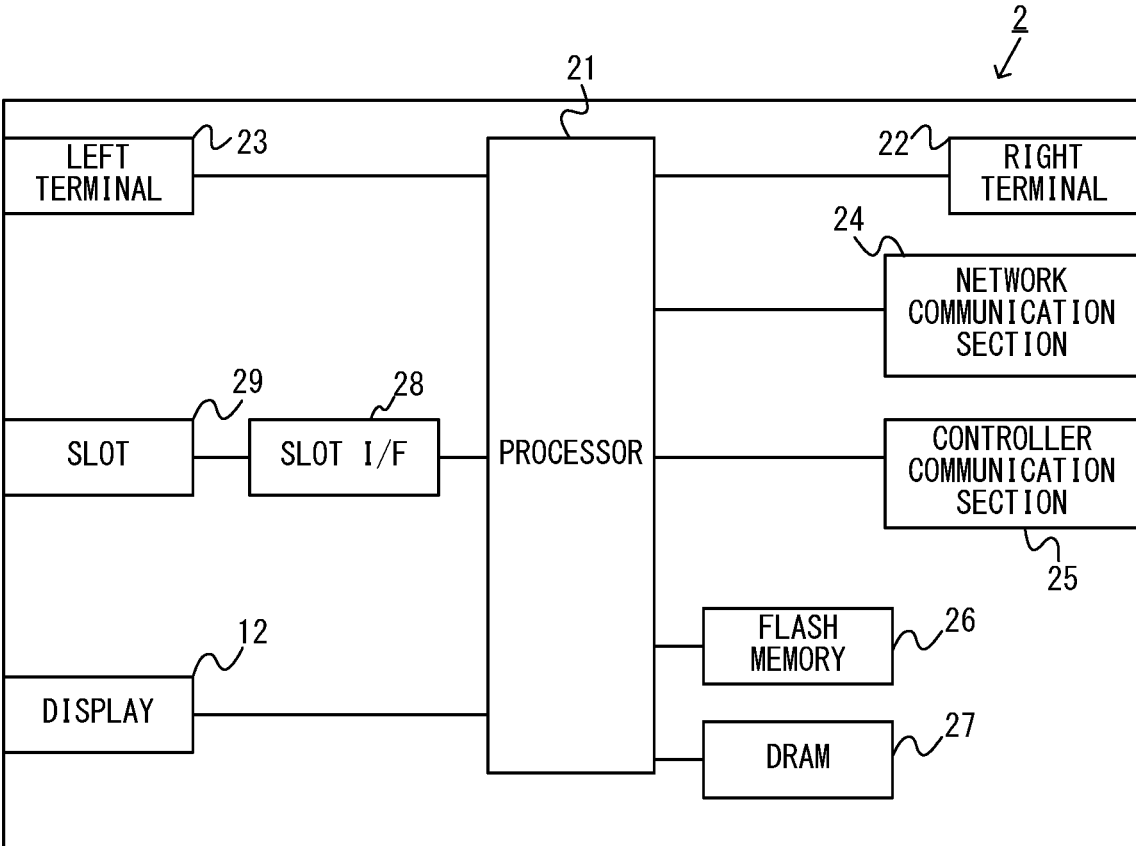 2
21
23
LEFT
TERMINAL
22
RIGHT
TERMINAL
24
NETWORK
COMMUNICATION
SECTION
29
SLOT
28
SLOT I/F
PROCESSOR
CONTROLLER
COMMUNICATION
SECTION
25
FLASH
MEMORY
26
12
DISPLAY
DRAM
27